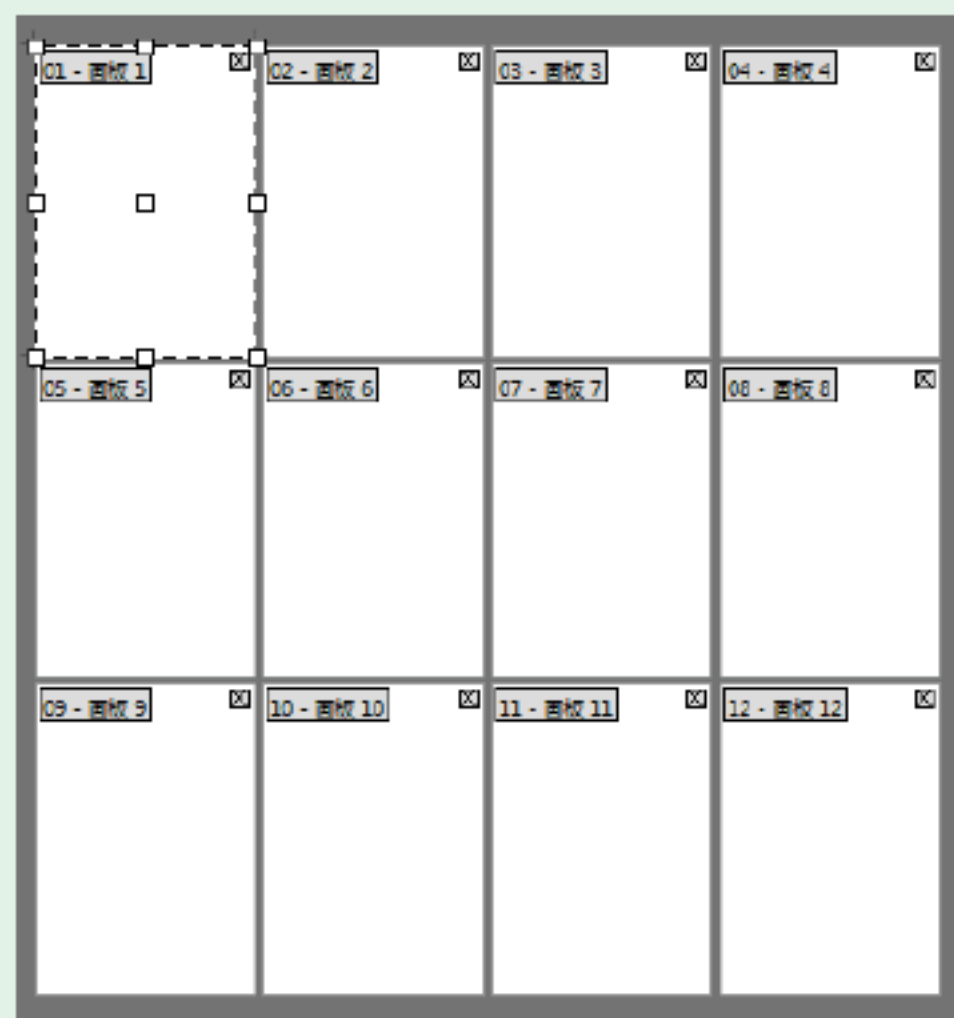 01 - 画板 1
02 - 画板 2
03 - 画板 3
04 - 画板 4
05 - 画板 5
06 - 画板 6
07 - 画板 7
08 - 画板 8
09 - 画板 9
10 - 画板 10
11 - 画板 11
12 - 画板 12